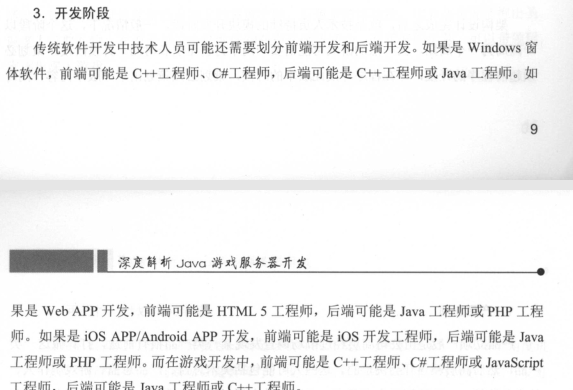 3．开发阶段
传统软件开发中技术人员可能还需要划分前端开发和后端开发。如果是 Windows 窗
体软件，前端可能是 C++工程师、C#工程师，后端可能是 C++工程师或 Java 工程师。如
9
深度解析 Java 游戏服务器开发
果是 Web APP 开发，前端可能是 HTML 5 工程师，后端可能是 Java 工程师或 PHP 工程
师。如果是 iOS APP/Android APP 开发，前端可能是 iOS 开发工程师，后端可能是 Java
工程师或 PHP 工程师。而在游戏开发中，前端可能是 C++工程师、C#工程师或 JavaScript
工程师，后端可能是 Java 工程师或 C++工程师。